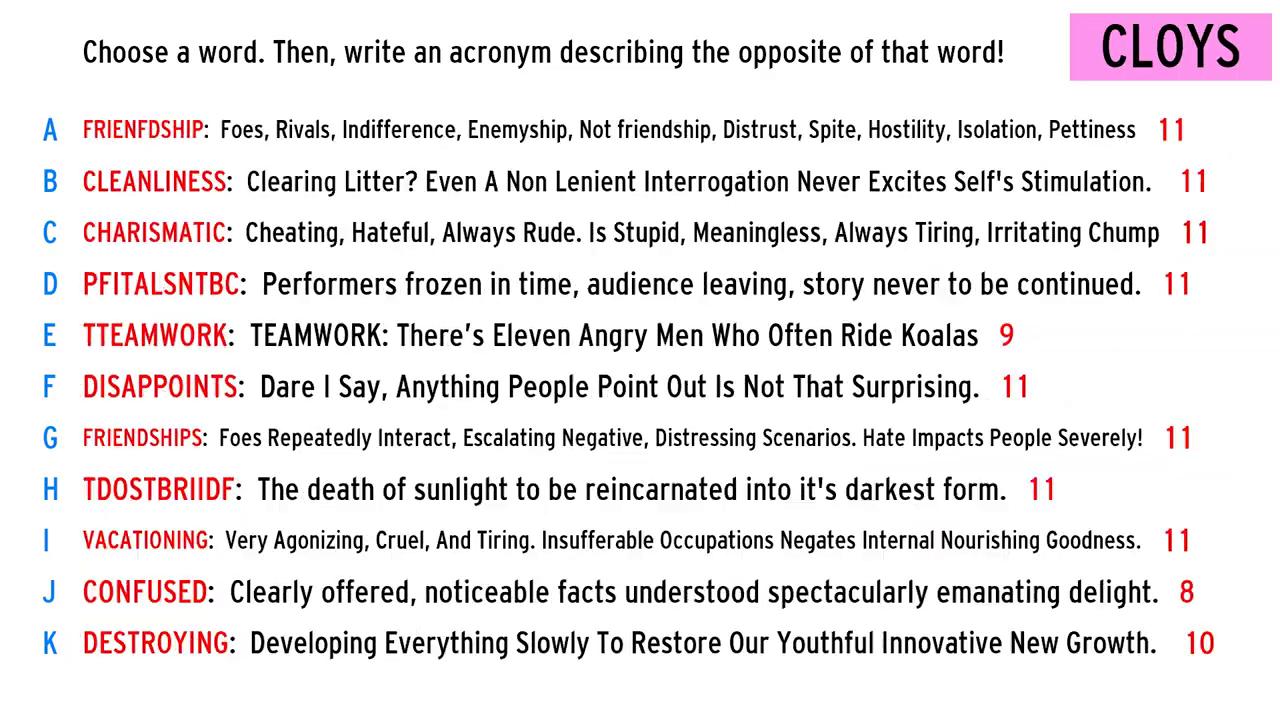 Choose a word. Then, write an acronym describing the opposite of that word!
CLOYS
A FRIENFDSHIP: Foes, Rivals, Indifference, Enemyship, Not friendship, Distrust, Spite, Hostility, Isolation, Pettiness 11
B CLEANLINESS: Clearing Litter? Even A Non Lenient Interrogation Never Excites Self's Stimulation. 11
C CHARISMATIC: Cheating, Hateful, Always Rude. Is Stupid, Meaningless, Always Tiring, Irritating Chump 11
D PFITALSNTBC: Performers frozen in time, audience leaving, story never to be continued. 11
E TTEAMWORK: TEAMWORK: There’s Eleven Angry Men Who Often Ride Koalas 9
F DISAPPOINTS: Dare I Say, Anything People Point Out Is Not That Surprising. 11
G FRIENDSHIPS: Foes Repeatedly Interact, Escalating Negative, Distressing Scenarios. Hate Impacts People Severely! 11
H TDOSTBRIIDF: The death of sunlight to be reincarnated into it's darkest form. 11
I VACATIONING: Very Agonizing, Cruel, And Tiring. Insufferable Occupations Negates Internal Nourishing Goodness. 11
J CONFUSED: Clearly offered, noticeable facts understood spectacularly emanating delight. 8
K DESTROYING: Developing Everything Slowly To Restore Our Youthful Innovative New Growth. 10